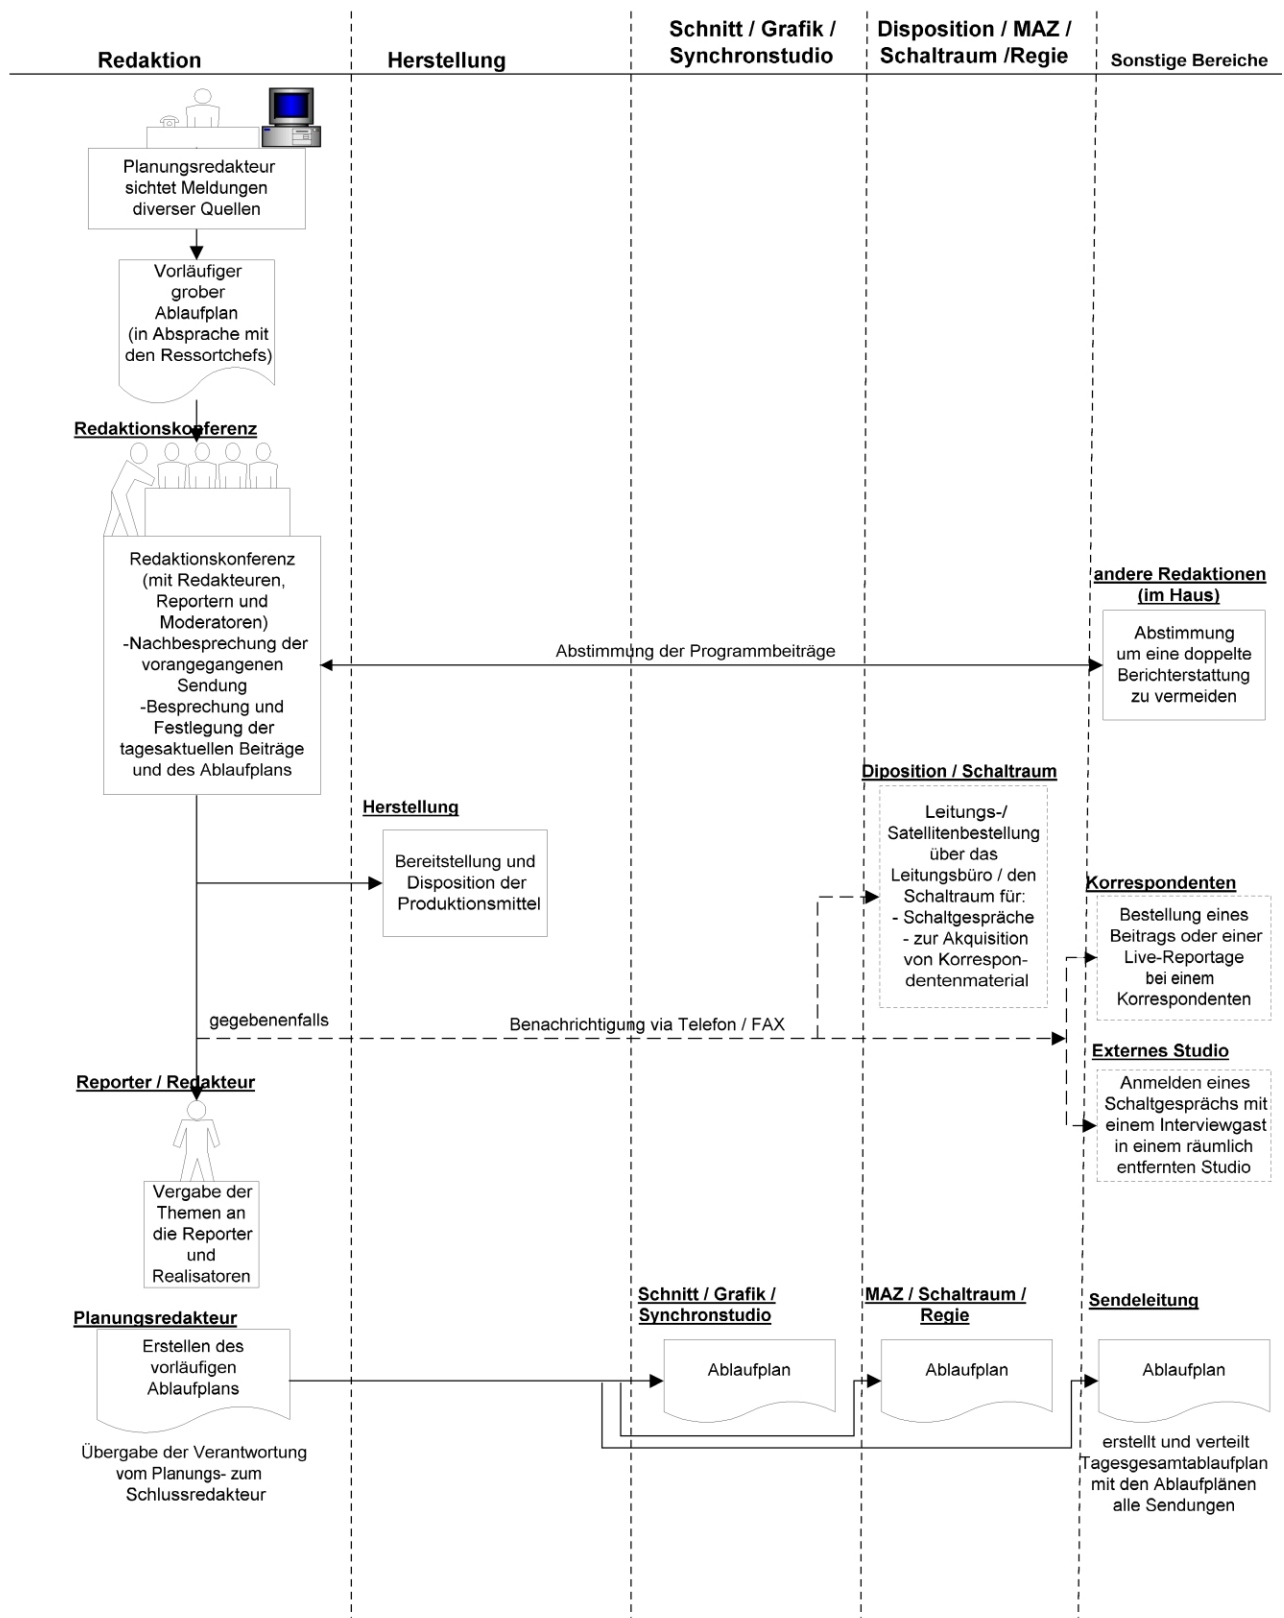 Redaktion
Herstellung
Schnitt / Grafik /
Synchronstudio
Disposition / MAZ /
Schaltraum /Regie
Sonstige Bereiche
Planungsredakteur
sichtet Meldungen
diverser Quellen
Vorläufiger
grober
Ablaufplan
(in Absprache mit
den Ressortchefs)
Redaktionskonferenz
Redaktionskonferenz
(mit Redakteuren,
Reportern und
Moderatoren)
-Nachbesprechung der
vorangegangenen
Sendung
-Besprechung und
Festlegung der
tagesaktuellen Beiträge
und des Ablaufplans
Abstimmung der Programmbeiträge
andere Redaktionen
(im Haus)
Abstimmung
um eine doppelte
Berichterstattung
zu vermeiden
Herstellung
Bereitstellung und
Disposition der
Produktionsmittel
Diposition / Schaltraum
Leitungs-/
Satellitenbestellung
über das
Leitungsbüro / den
Schaltraum für:
- Schaltgespräche
- zur Akquisition
von Korrespon-
dentenmaterial
Korrespondenten
Bestellung eines
Beitrags oder einer
Live-Reportage
bei einem
Korrespondenten
gegebenenfalls
Benachrichtigung via Telefon / FAX
Externes Studio
Anmelden eines
Schaltgesprächs mit
einem Interviewgast
in einem räumlich
entfernten Studio
Reporter / Redakteur
Vergabe der
Themen an
die Reporter
und
Realisatoren
Planungsredakteur
Erstellen des
vorläufigen
Ablaufplans
Übergabe der Verantwortung
vom Planungs- zum
Schlussredakteur
Schnitt / Grafik /
Synchronstudio
Ablaufplan
MAZ / Schaltraum /
Regie
Ablaufplan
Sendeleitung
Ablaufplan
erstellt und verteilt
Tagesgesamtablaufplan
mit den Ablaufplänen
alle Sendungen